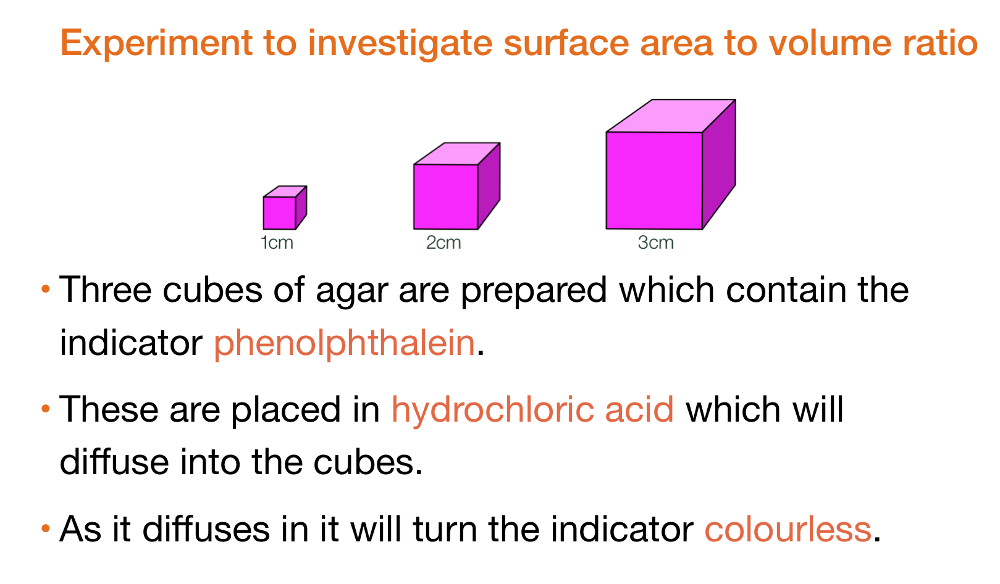 Experiment to investigate surface area to volume ratio
1cm
2cm
3cm
• Three cubes of agar are prepared which contain the
indicator phenolphthalein.
• These are placed in hydrochloric acid which will
diffuse into the cubes.
• As it diffuses in it will turn the indicator colourless.